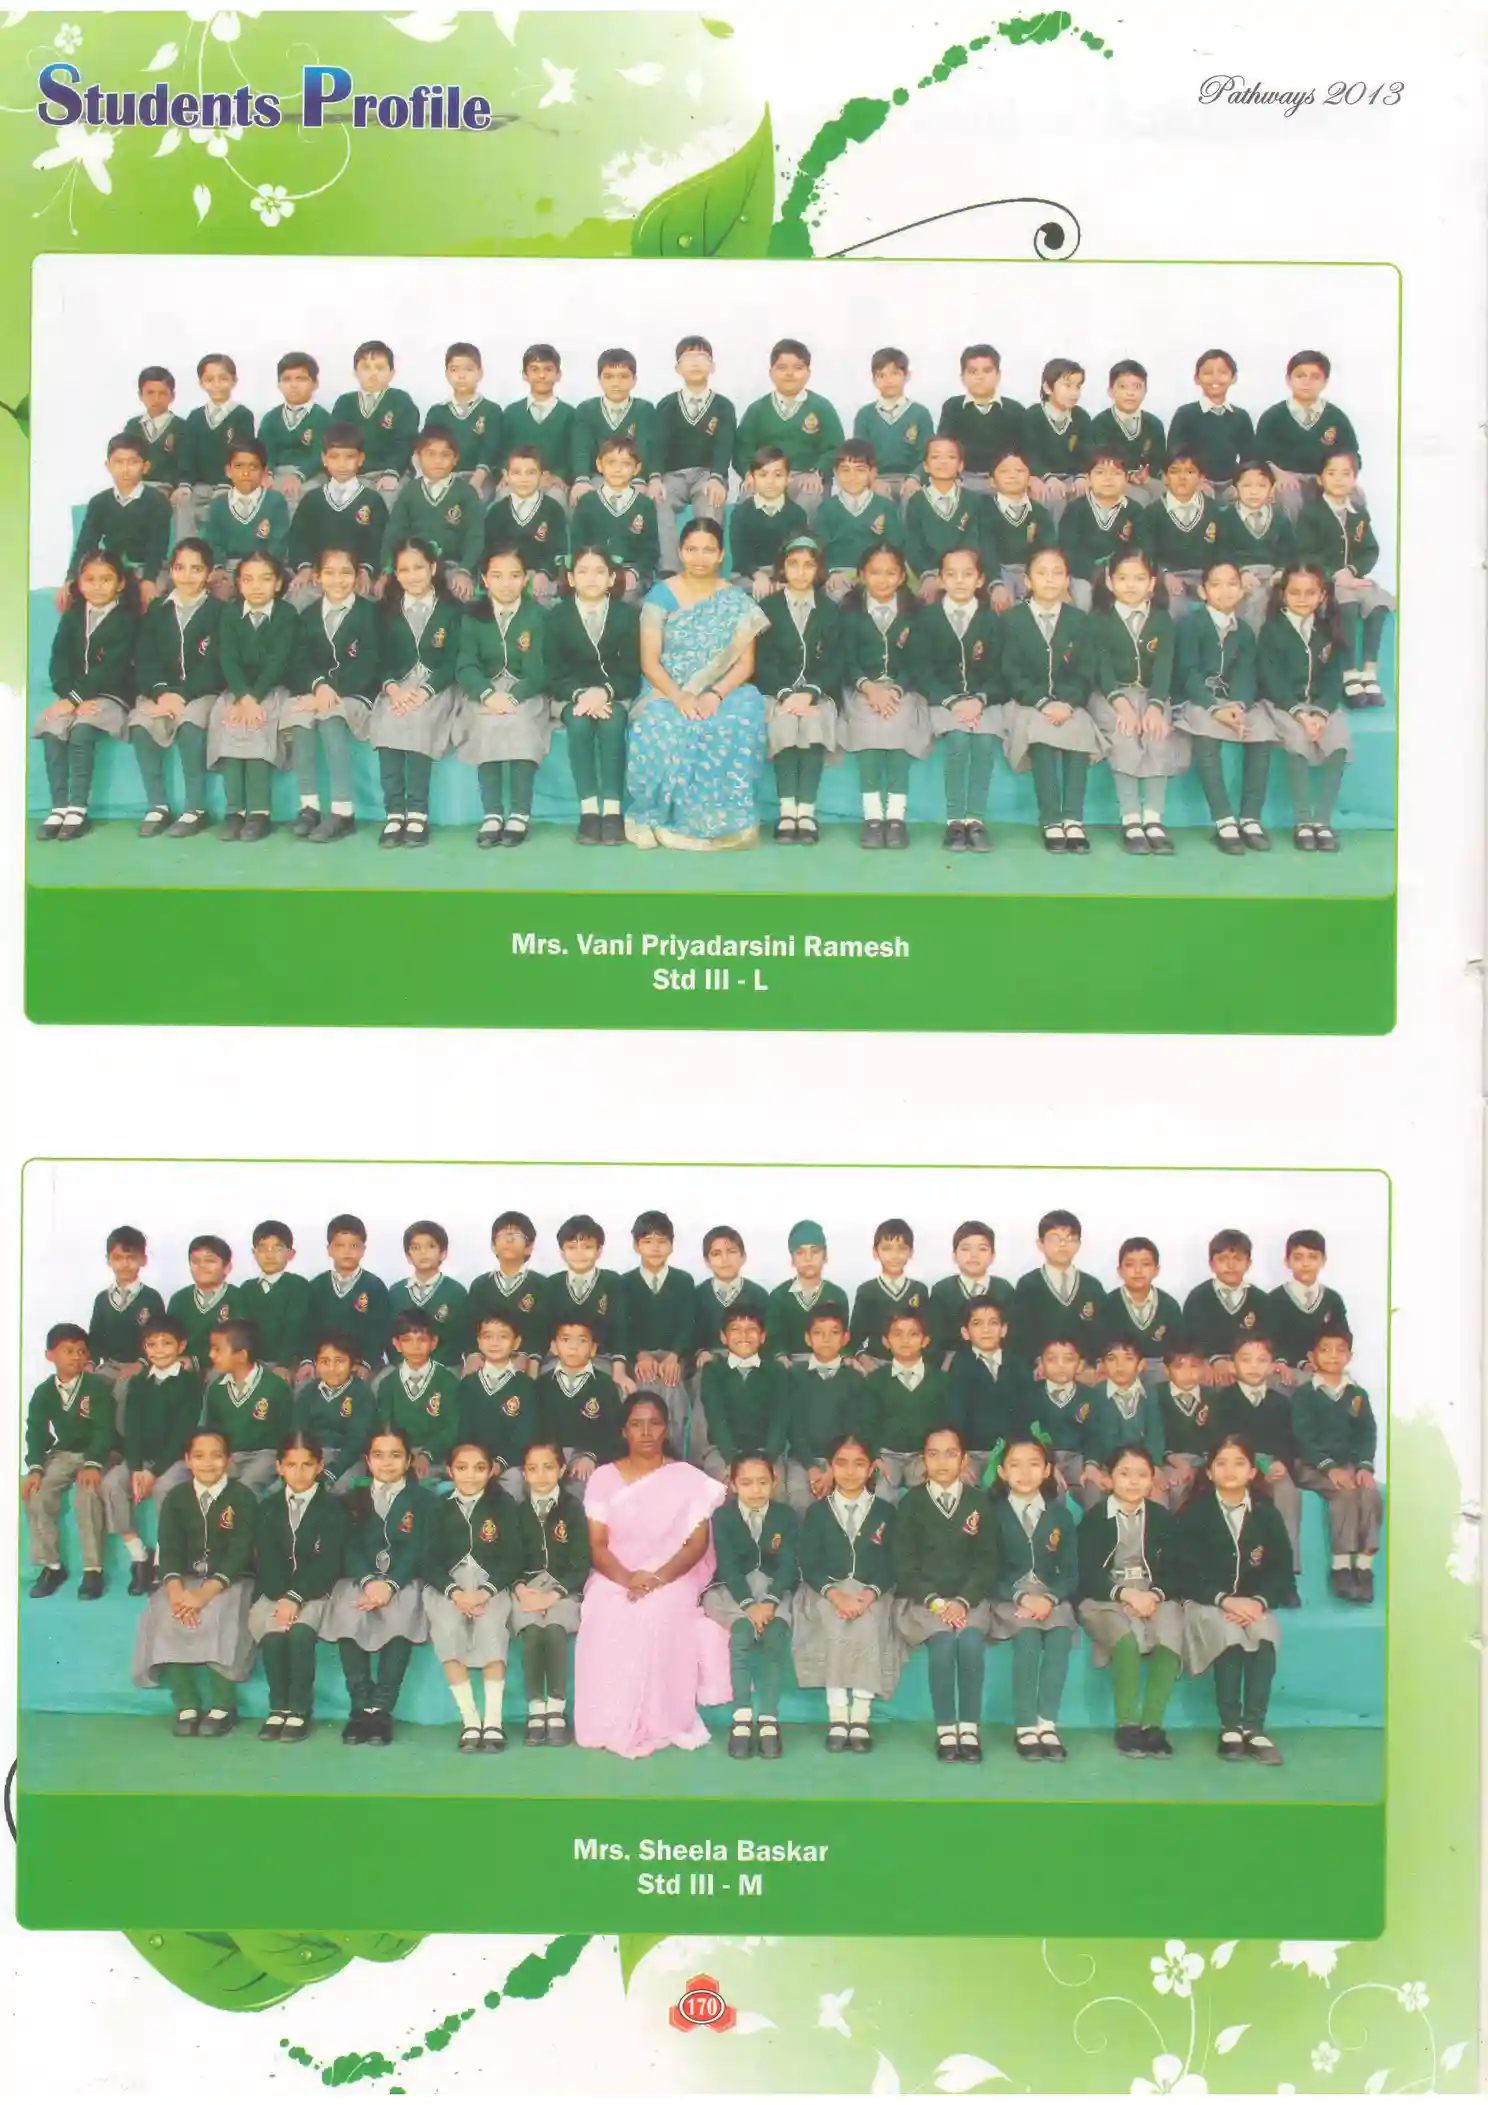 Students Profile
Pathways 2013
Mrs. Vani Priyadarsini Ramesh
Std III - L
Mrs. Sheela Baskar
Std III - M
170